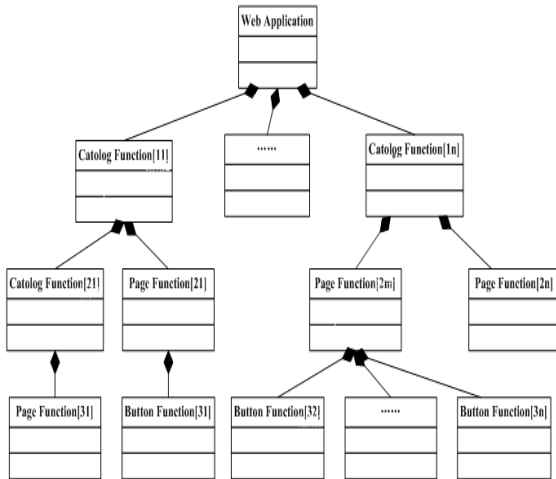 Web Application
Catolog Function[11]
······
Catolog Function[1n]
Catolog Function[21]
Page Function[21]
Page Function[2m]
Page Function[2n]
Page Function[31]
Button Function[31]
Button Function[32]
······
Button Function[3n]